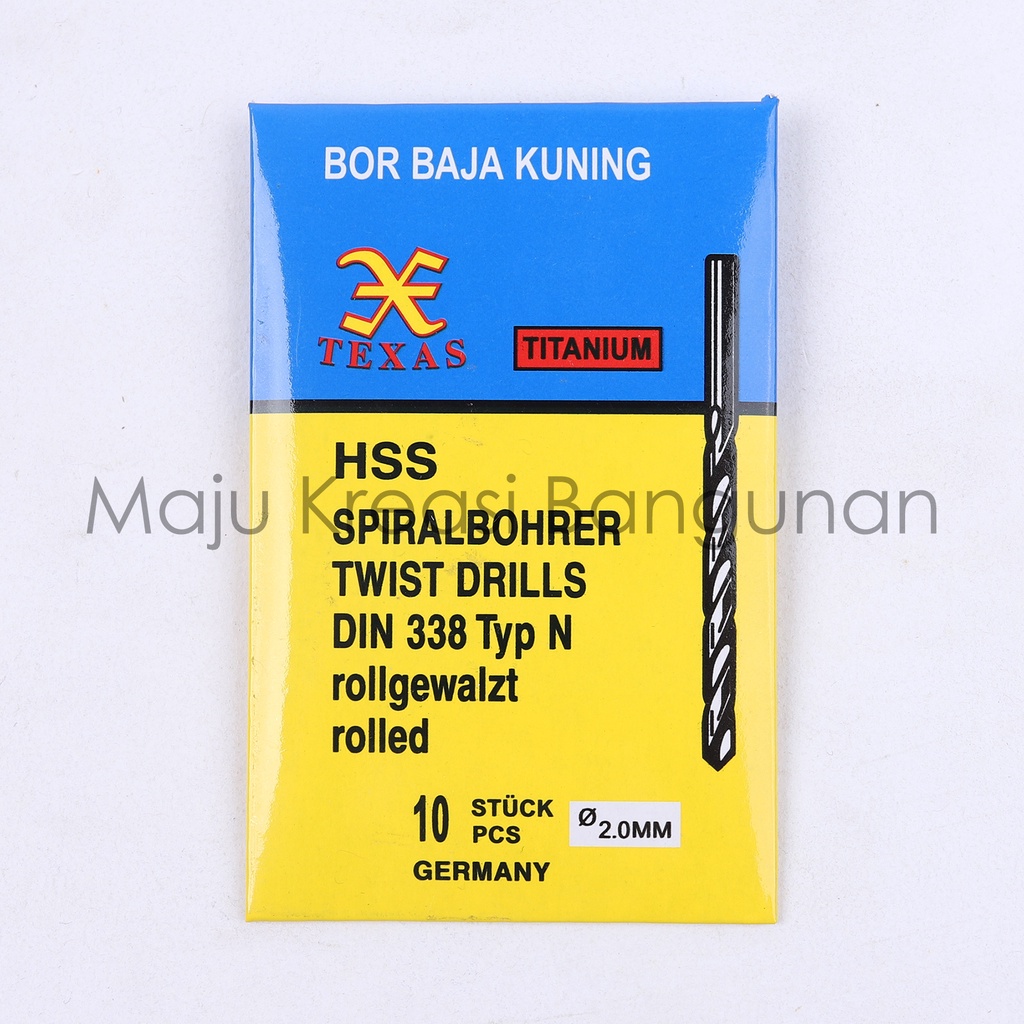 BOR BAJA KUNING
TEXAS
TITANIUM
HSS
Maju Kreasi Bangunan
SPIRALBOHRER
TWIST DRILLS
DIN 338 Typ N
rollgewalzt
rolled
10 STÜCK PCS
Ø 2.0MM
GERMANY